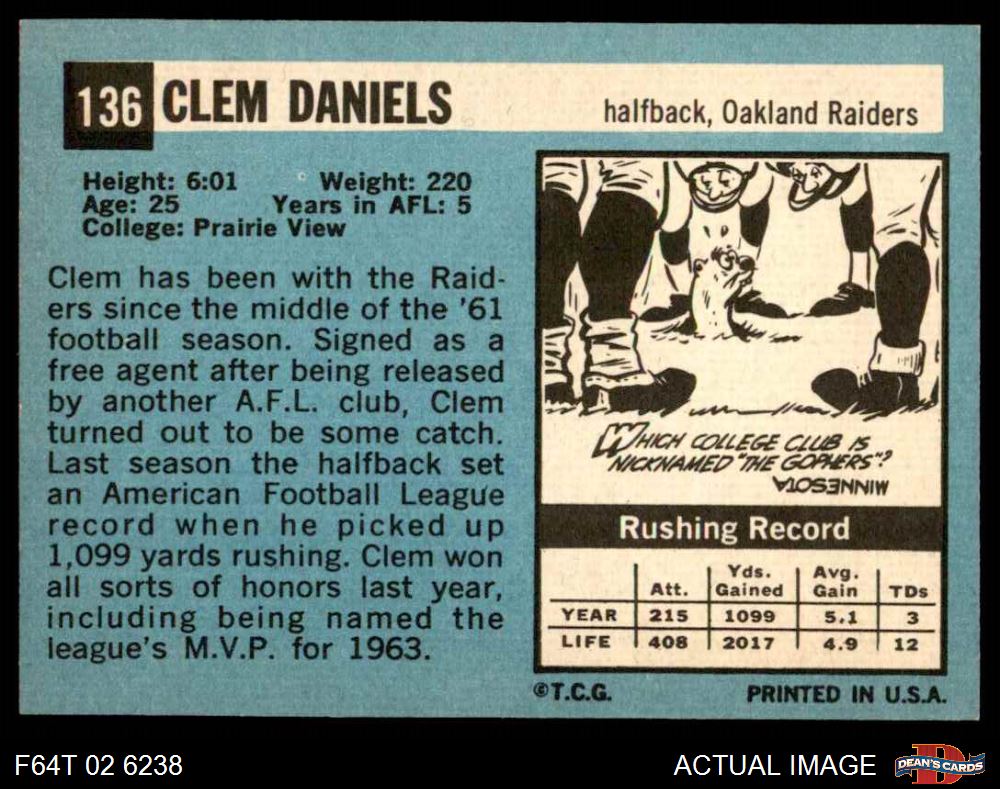 136 CLEM DANIELS halfback, Oakland Raiders
Height: 6:01 Weight: 220
Age: 25 Years in AFL: 5
College: Prairie View
Clem has been with the Raid-
ers since the middle of the '61
football season. Signed as a
free agent after being released
by another A.F.L. club, Clem
turned out to be some catch.
Last season the halfback set
an American Football League
record when he picked up
1,099 yards rushing. Clem won
all sorts of honors last year,
including being named the
league's M.V.P. for 1963.
WHICH COLLEGE CLUB IS
NICKNAMED "THE GOPHERS"?
MINNESOTA
Rushing Record
Att. Yds. Gained Avg. Gain TDs
YEAR 215 1099 5.1 3
LIFE 408 2017 4.9 12
©T.C.G. PRINTED IN U.S.A.
F64T 02 6238 ACTUAL IMAGE D DEAN'S CARDS